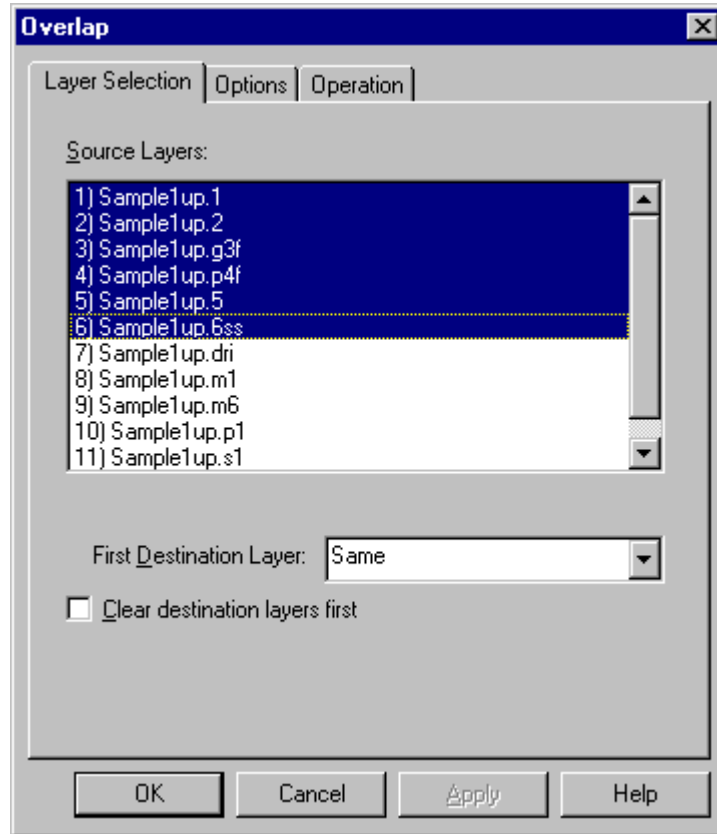 Overlap
Layer Selection Options Operation
Source Layers:
1) Sample1up.1
2) Sample1up.2
3) Sample1up.g3f
4) Sample1up.p4f
5) Sample1up.5
6) Sample1up.6ss
7) Sample1up.dri
8) Sample1up.m1
9) Sample1up.m6
10) Sample1up.p1
11) Sample1up.s1
First Destination Layer: Same
Clear destination layers first
OK Cancel Apply Help